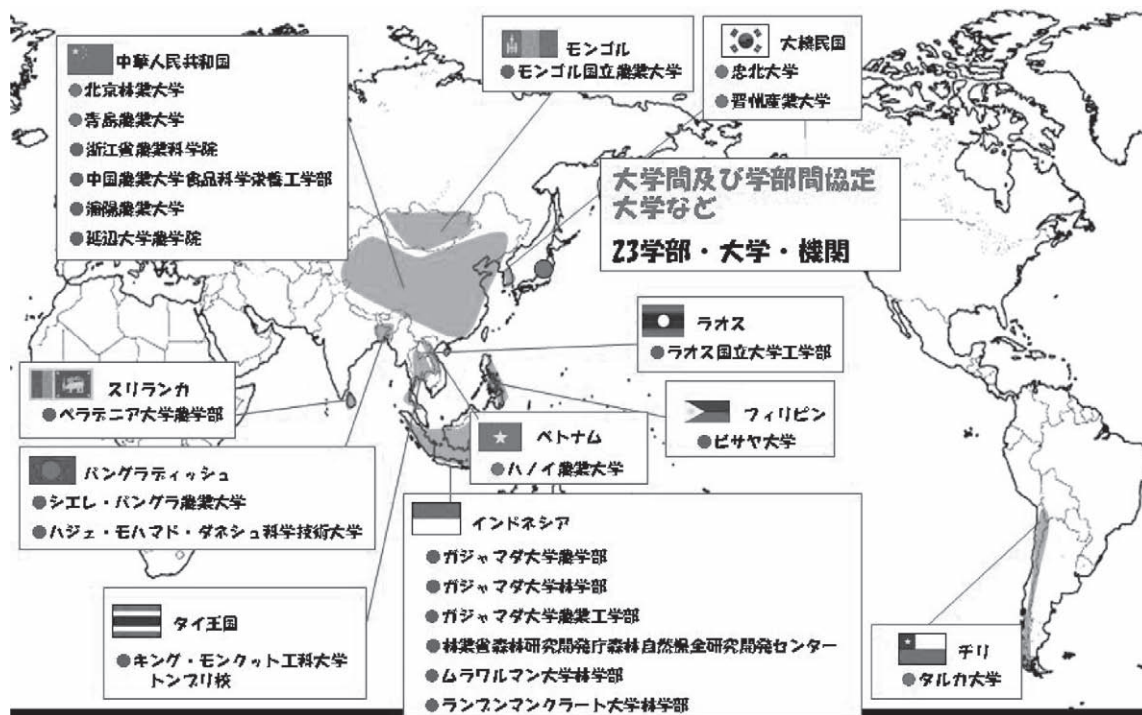 中華人民共和国
●北京林業大学
●青島農業大学
●浙江省農業科学院
●中国農業大学食品科学栄養工学部
●瀋陽農業大学
●延辺大学農学院
モンゴル
●モンゴル国立農業大学
大韓民国
●忠北大学
●晋州産業大学
大学間及び学部間協定
大学など
23学部・大学・機関
ラオス
●ラオス国立大学工学部
スリランカ
●ペラデニア大学農学部
フィリピン
●ビサヤ大学
ベトナム
●ハノイ農業大学
バングラディッシュ
●シエレ・バングラ農業大学
●ハジェ・モハマド・ダネシュ科学技術大学
インドネシア
●ガジャマダ大学農学部
●ガジャマダ大学林学部
●ガジャマダ大学農業工学部
●林業省森林研究開発庁森林自然保全研究開発センター
●ムラワルマン大学林学部
●ランブンマンクラート大学林学部
タイ王国
●キング・モンクット工科大学
トンブリ校
チリ
●タルカ大学